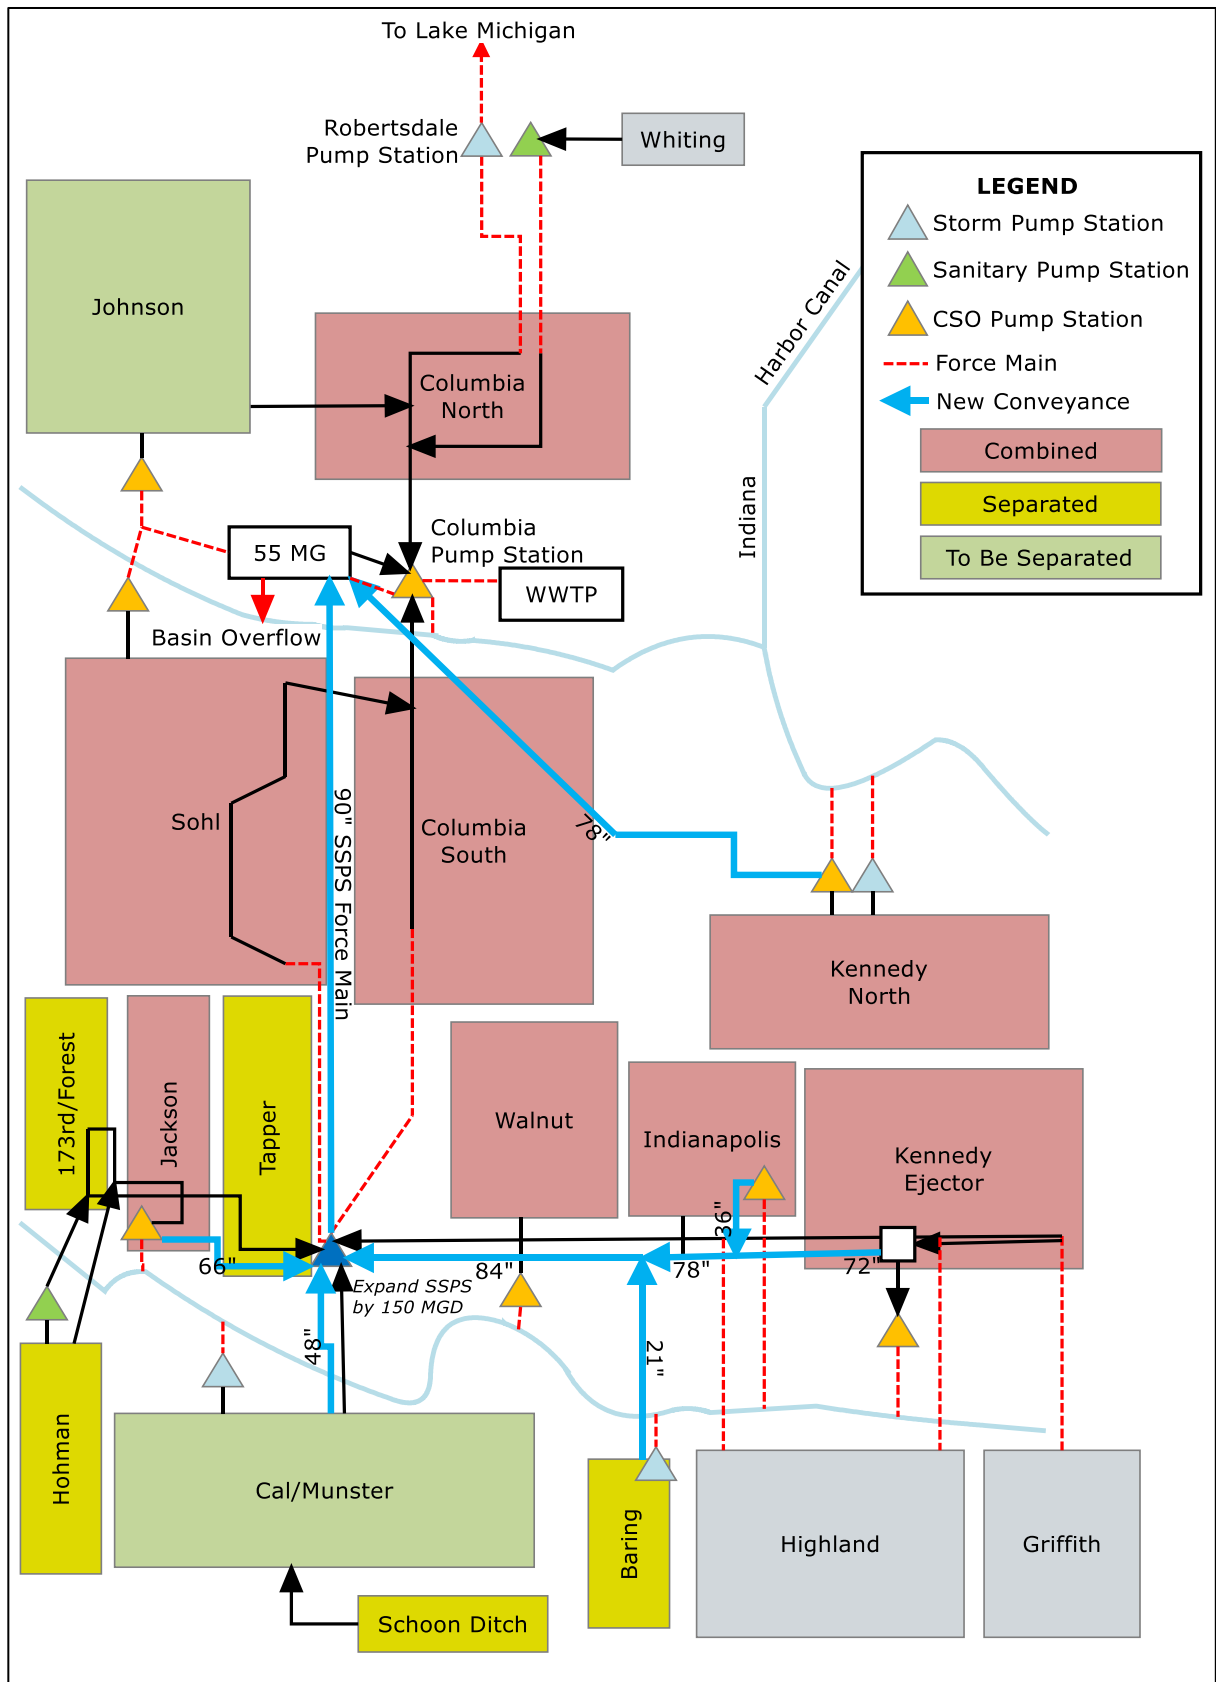 To Lake Michigan
Robertsdale
Pump Station
Whiting
LEGEND
Storm Pump Station
Sanitary Pump Station
CSO Pump Station
Force Main
New Conveyance
Combined
Separated
To Be Separated
Johnson
Columbia
North
Harbor Canal
Indiana
55 MG
Columbia
Pump Station
WWTP
Basin Overflow
Sohl
90" SSPS Force Main
Columbia
South
78"
Kennedy
North
173rd/Forest
Jackson
Tapper
Walnut
Indianapolis
Kennedy
Ejector
36"
66"
84"
78"
72"
Expand SSPS
by 150 MGD
48"
21"
Hohman
Cal/Munster
Baring
Highland
Griffith
Schoon Ditch